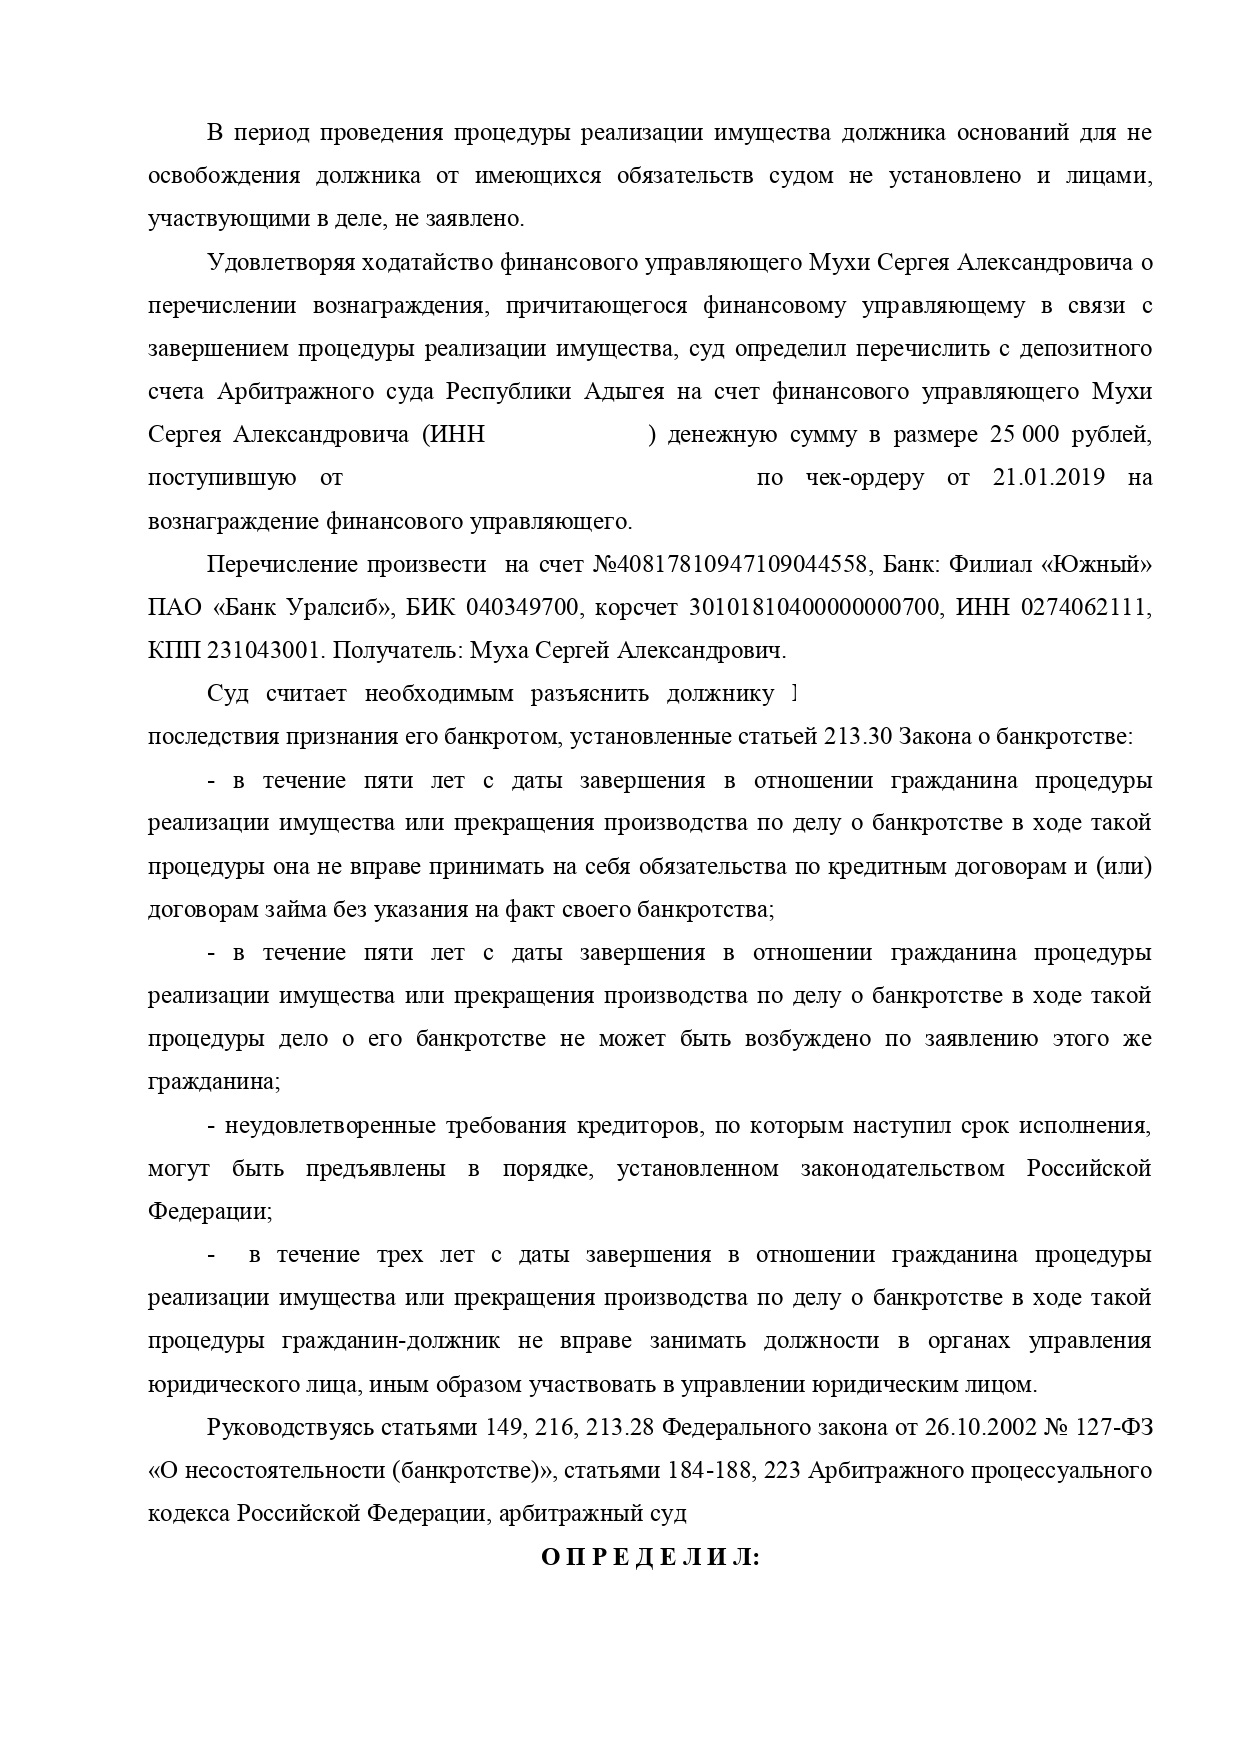 В период проведения процедуры реализации имущества должника оснований для не
освобождения должника от имеющихся обязательств судом не установлено и лицами,
участвующими в деле, не заявлено.
Удовлетворяя ходатайство финансового управляющего Мухи Сергея Александровича о
перечислении вознаграждения, причитающегося финансовому управляющему в связи с
завершением процедуры реализации имущества, суд определил перечислить с депозитного
счета Арбитражного суда Республики Адыгея на счет финансового управляющего Мухи
Сергея Александровича (ИНН ) денежную сумму в размере 25 000 рублей,
поступившую от по чек-ордеру от 21.01.2019 на
вознаграждение финансового управляющего.
Перечисление произвести на счет №40817810947109044558, Банк: Филиал «Южный»
ПАО «Банк Уралсиб», БИК 040349700, корсчет 30101810400000000700, ИНН 0274062111,
КПП 231043001. Получатель: Муха Сергей Александрович.
Суд считает необходимым разъяснить должнику
последствия признания его банкротом, установленные статьей 213.30 Закона о банкротстве:
- в течение пяти лет с даты завершения в отношении гражданина процедуры
реализации имущества или прекращения производства по делу о банкротстве в ходе такой
процедуры она не вправе принимать на себя обязательства по кредитным договорам и (или)
договорам займа без указания на факт своего банкротства;
- в течение пяти лет с даты завершения в отношении гражданина процедуры
реализации имущества или прекращения производства по делу о банкротстве в ходе такой
процедуры дело о его банкротстве не может быть возбуждено по заявлению этого же
гражданина;
- неудовлетворенные требования кредиторов, по которым наступил срок исполнения,
могут быть предъявлены в порядке, установленном законодательством Российской
Федерации;
- в течение трех лет с даты завершения в отношении гражданина процедуры
реализации имущества или прекращения производства по делу о банкротстве в ходе такой
процедуры гражданин-должник не вправе занимать должности в органах управления
юридического лица, иным образом участвовать в управлении юридическим лицом.
Руководствуясь статьями 149, 216, 213.28 Федерального закона от 26.10.2002 № 127-ФЗ
«О несостоятельности (банкротстве)», статьями 184-188, 223 Арбитражного процессуального
кодекса Российской Федерации, арбитражный суд
О П Р Е Д Е Л И Л: